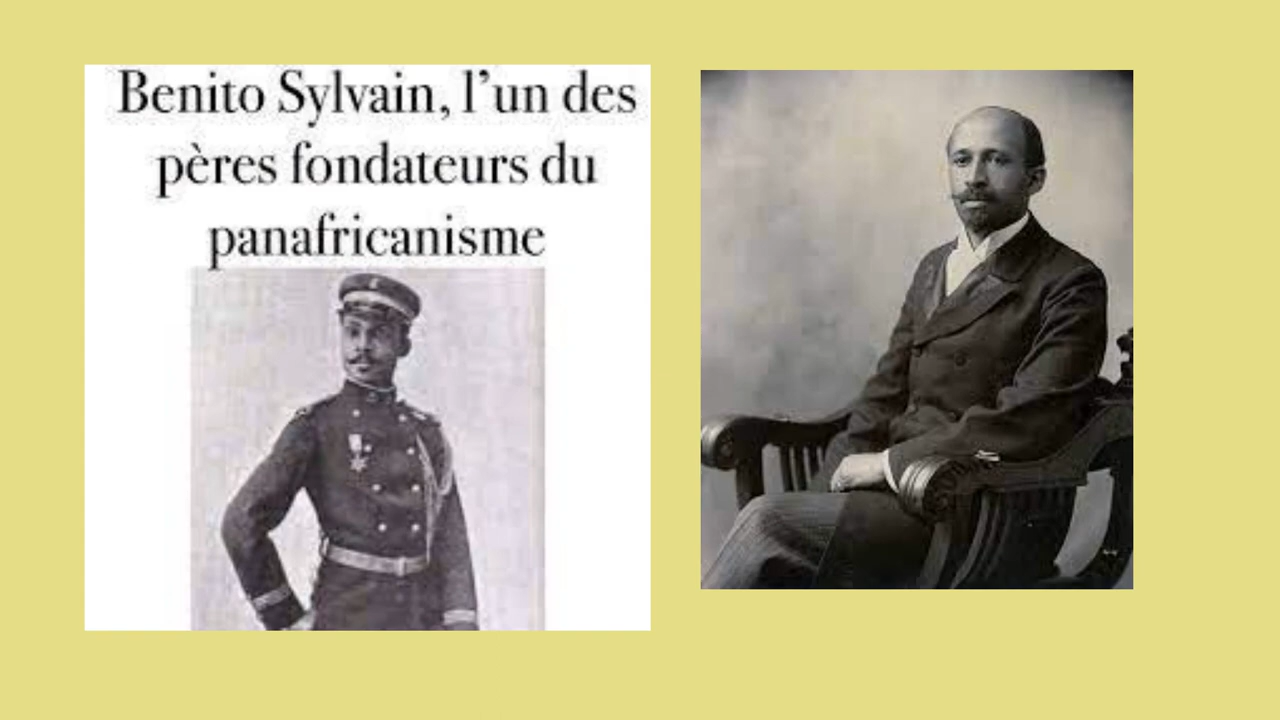 Benito Sylvain, l’un des
pères fondateurs du
panafricanisme